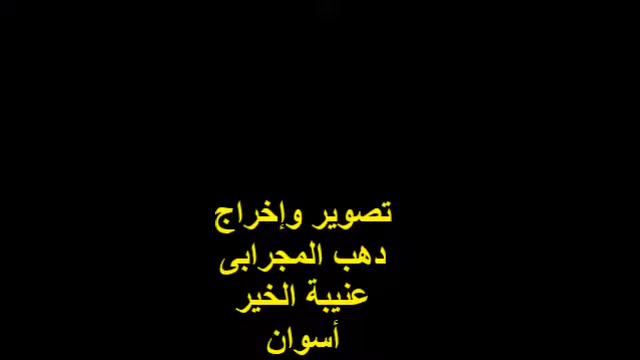 تصوير وإخراج
دهب المجرابى
عنيبة الخير
أسوان